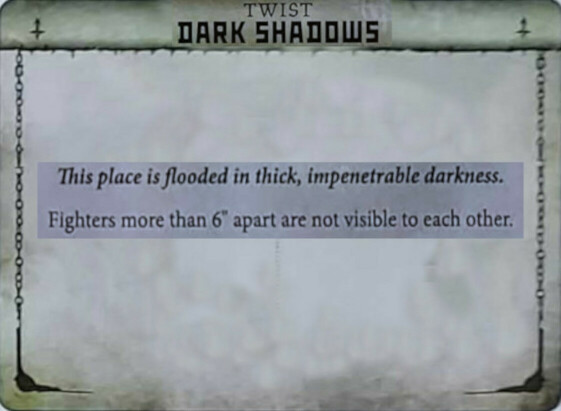 TWIST
DARK SHADOWS
This place is flooded in thick, impenetrable darkness.
Fighters more than 6" apart are not visible to each other.